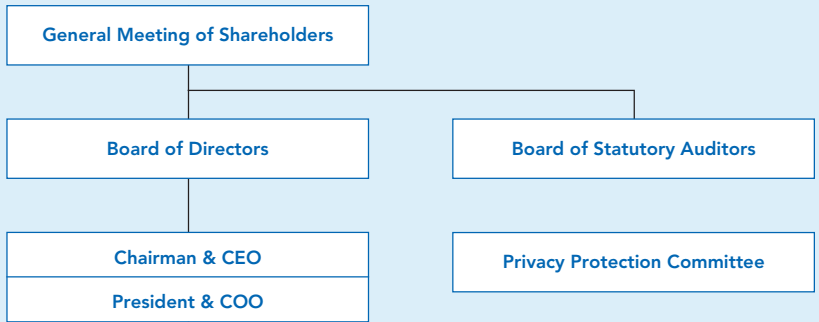 General Meeting of Shareholders
Board of Directors
Board of Statutory Auditors
Chairman & CEO
President & COO
Privacy Protection Committee